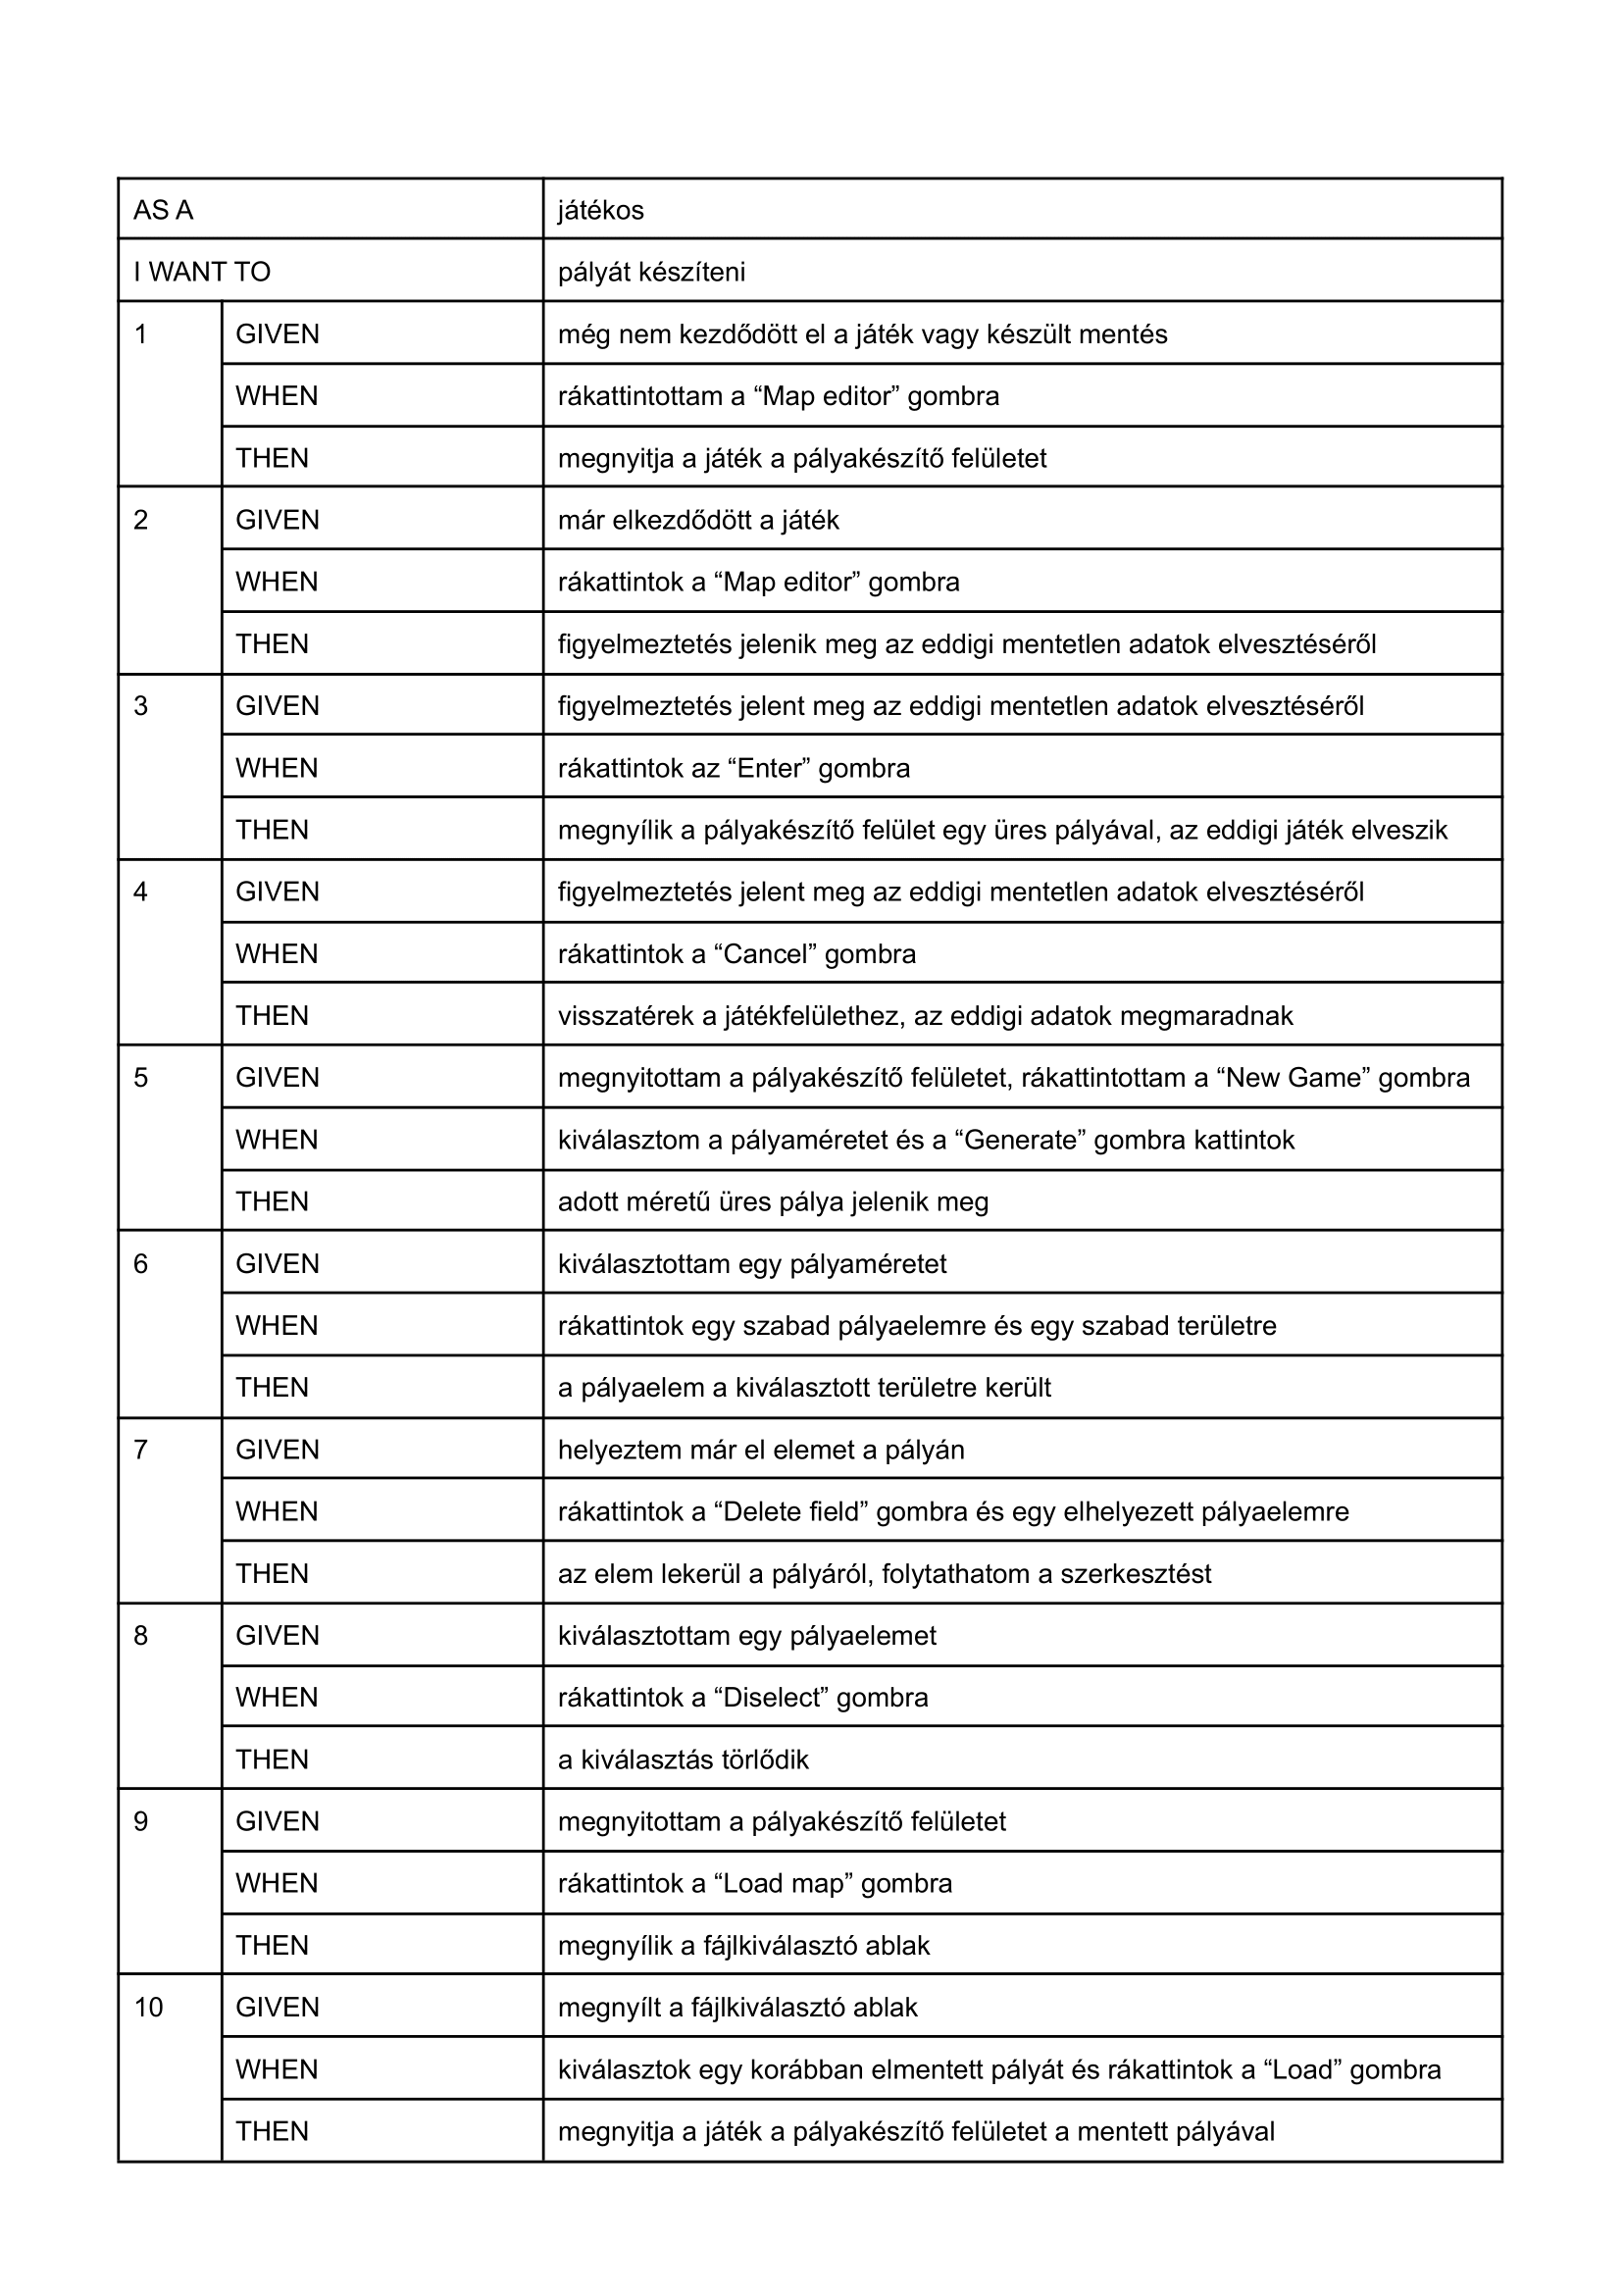 AS A játékos
I WANT TO pályát készíteni
1 GIVEN még nem kezdődött el a játék vagy készült mentés
WHEN rákattintottam a “Map editor” gombra
THEN megnyitja a játék a pályakészítő felületet
2 GIVEN már elkezdődött a játék
WHEN rákattintok a “Map editor” gombra
THEN figyelmeztetés jelenik meg az eddigi mentetlen adatok elvesztéséről
3 GIVEN figyelmeztetés jelent meg az eddigi mentetlen adatok elvesztéséről
WHEN rákattintok az “Enter” gombra
THEN megnyílik a pályakészítő felület egy üres pályával, az eddigi játék elveszik
4 GIVEN figyelmeztetés jelent meg az eddigi mentetlen adatok elvesztéséről
WHEN rákattintok a “Cancel” gombra
THEN visszatérek a játékfelülethez, az eddigi adatok megmaradnak
5 GIVEN megnyitottam a pályakészítő felületet, rákattintottam a “New Game” gombra
WHEN kiválasztom a pályaméretet és a “Generate” gombra kattintok
THEN adott méretű üres pálya jelenik meg
6 GIVEN kiválasztottam egy pályaméretet
WHEN rákattintok egy szabad pályaelemre és egy szabad területre
THEN a pályaelem a kiválasztott területre került
7 GIVEN helyeztem már el elemet a pályán
WHEN rákattintok a “Delete field” gombra és egy elhelyezett pályaelemre
THEN az elem lekerül a pályáról, folytathatom a szerkesztést
8 GIVEN kiválasztottam egy pályaelemet
WHEN rákattintok a “Diselect” gombra
THEN a kiválasztás törlődik
9 GIVEN megnyitottam a pályakészítő felületet
WHEN rákattintok a “Load map” gombra
THEN megnyílik a fájlkiválasztó ablak
10 GIVEN megnyílt a fájlkiválasztó ablak
WHEN kiválasztok egy korábban elmentett pályát és rákattintok a “Load” gombra
THEN megnyitja a játék a pályakészítő felületet a mentett pályával